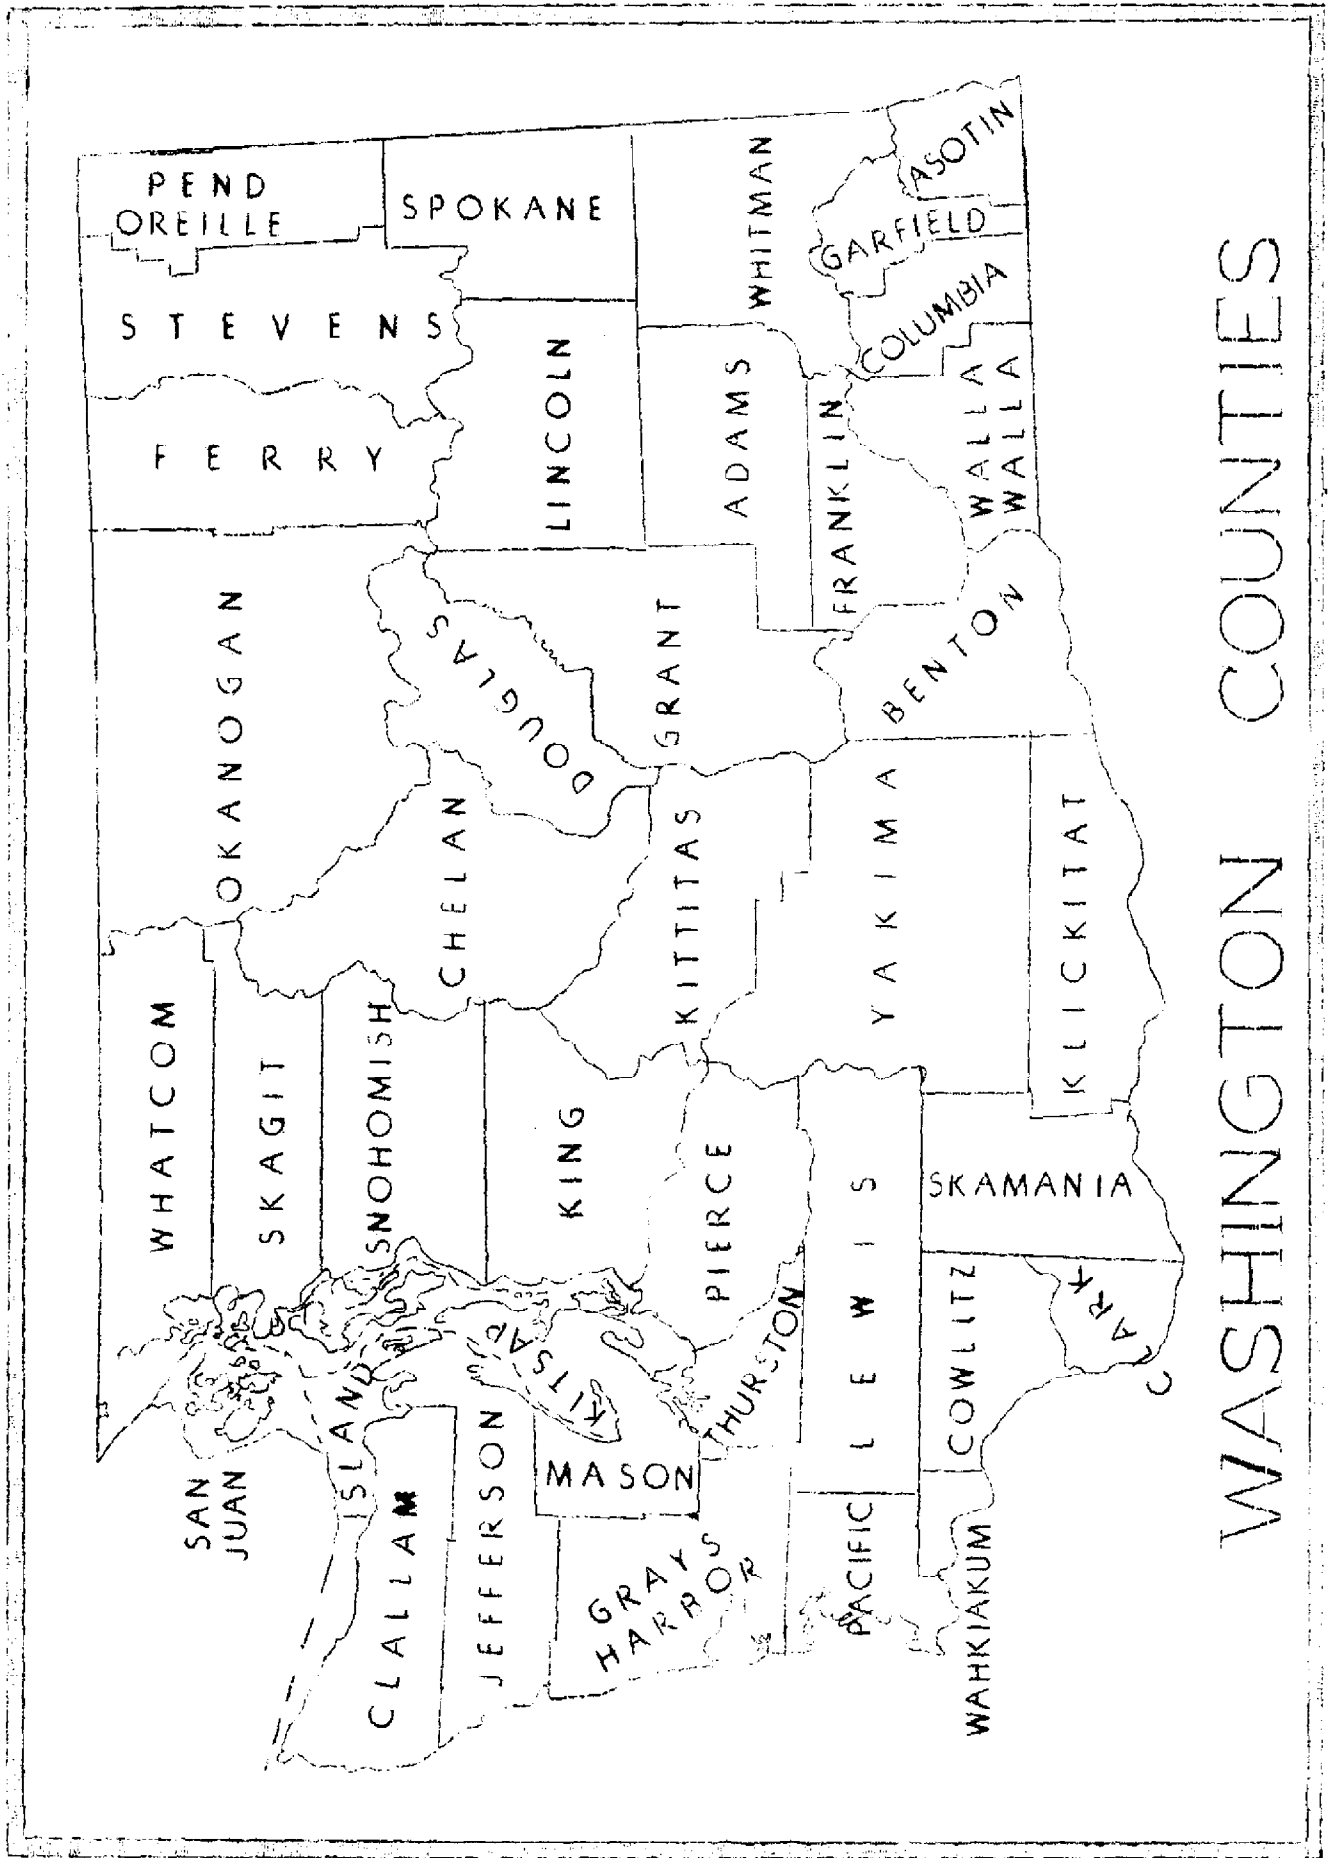 WHATCOM
SKAGIT
SNOHOMISH
KING
PIERCE
LEWIS
SKAMANIA
COWLITZ
CLARK
WAHKIAKUM
PACIFIC
THURSTON
MASON
GRAYS
HARBOR
JEFFERSON
CLALLAM
KITSAP
ISLAND
SAN
JUAN
OKANOGAN
CHELAN
DOUGLAS
KITTITAS
GRANT
YAKIMA
KLICKITAT
BENTON
FERRY
STEVENS
PEND
OREILLE
SPOKANE
LINCOLN
ADAMS
WHITMAN
FRANKLIN
WALLA
WALLA
COLUMBIA
GARFIELD
ASOTIN
WASHINGTON COUNTIES